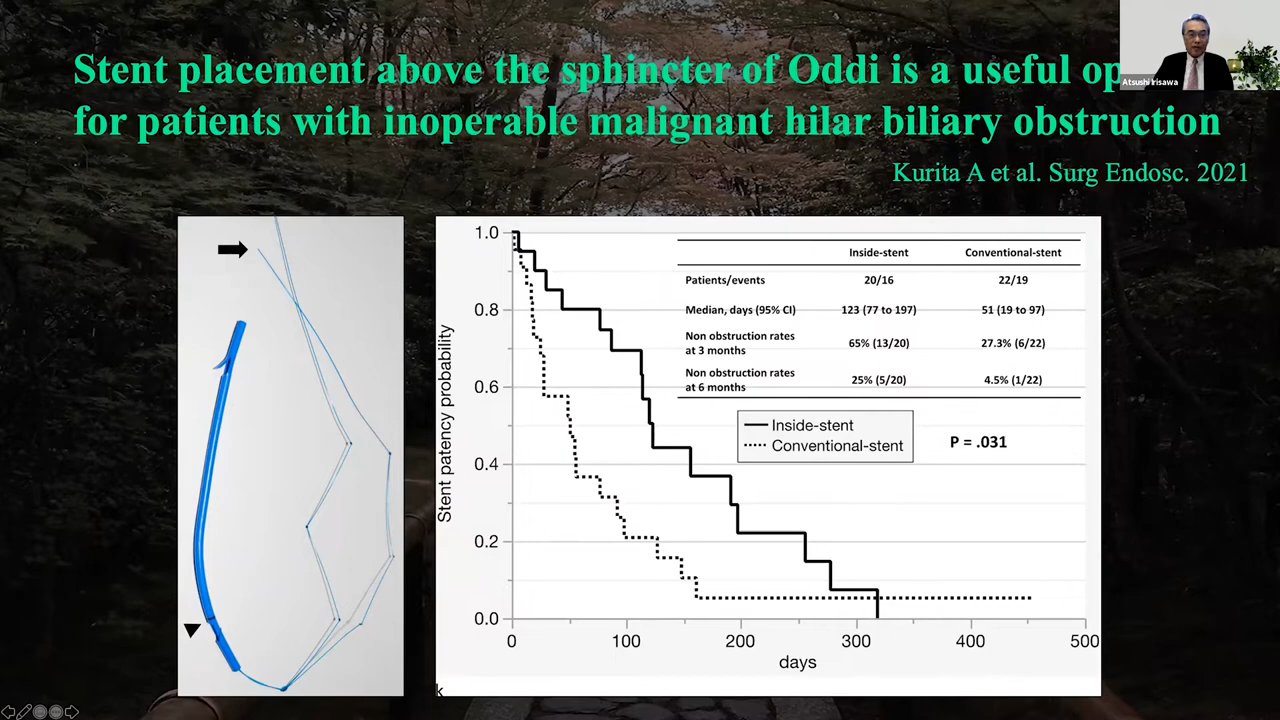 Stent placement above the sphincter of Oddi is a useful op
for patients with inoperable malignant hilar biliary obstruction
Atsushi Irisawa
Kurita A et al. Surg Endosc. 2021
Stent patency probability
1.0
0.8
0.6
0.4
0.2
0.0
0
100
200
300
400
500
days
Inside-stent Conventional-stent
Patients/events 20/16 22/19
Median, days (95% CI) 123 (77 to 197) 51 (19 to 97)
Non obstruction rates
at 3 months 65% (13/20) 27.3% (6/22)
Non obstruction rates
at 6 months 25% (5/20) 4.5% (1/22)
Inside-stent
Conventional-stent
P = .031
k